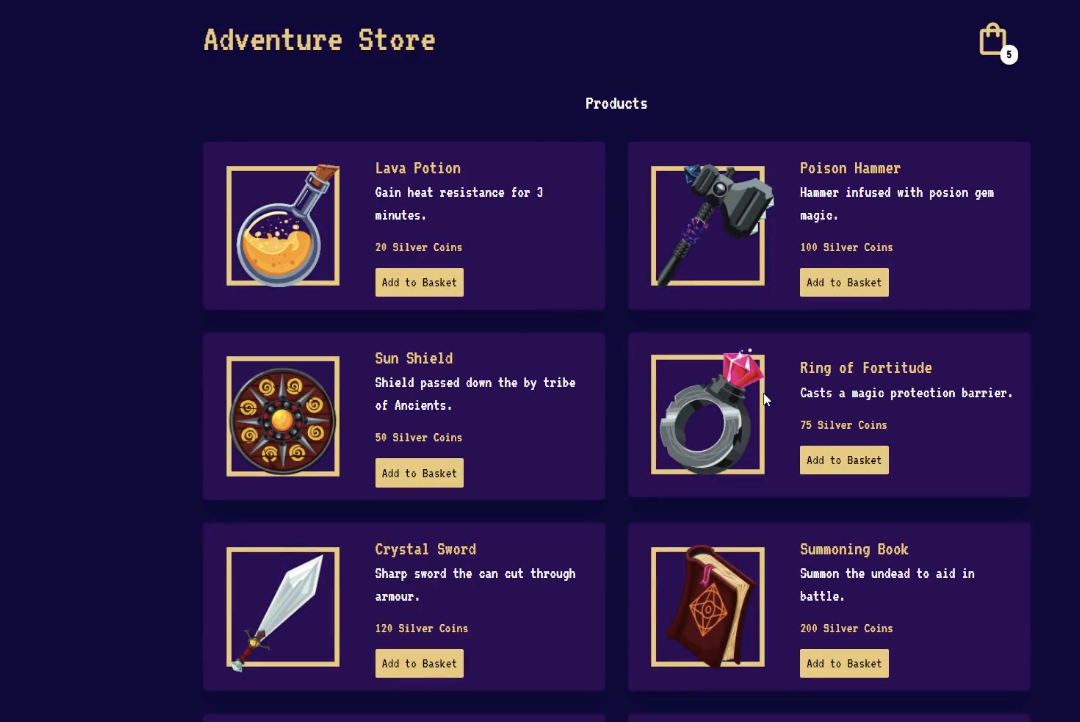 Adventure Store
5
Products
Lava Potion
Gain heat resistance for 3
minutes.
20 Silver Coins
Add to Basket
Poison Hammer
Hammer infused with posion gem
magic.
100 Silver Coins
Add to Basket
Sun Shield
Shield passed down the by tribe
of Ancients.
50 Silver Coins
Add to Basket
Ring of Fortitude
Casts a magic protection barrier.
75 Silver Coins
Add to Basket
Crystal Sword
Sharp sword the can cut through
armour.
120 Silver Coins
Add to Basket
Summoning Book
Summon the undead to aid in
battle.
200 Silver Coins
Add to Basket